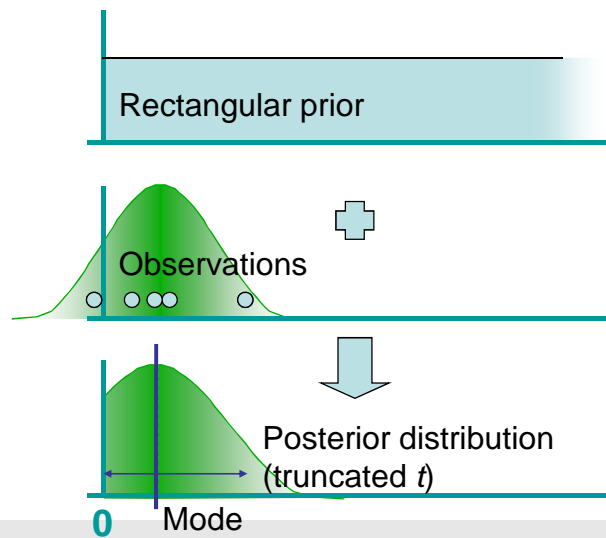 Rectangular prior
Observations
Posterior distribution
(truncated t)
Mode
0